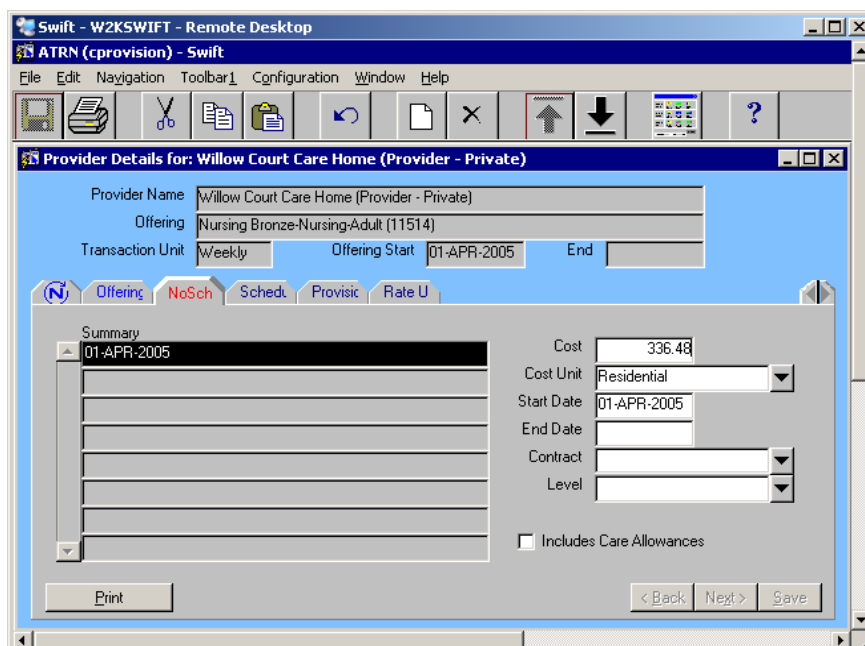 Swift - W2KSWIFT - Remote Desktop
ATRN (cprovision) - Swift
File Edit Navigation Toolbar1 Configuration Window Help
?
Provider Details for: Willow Court Care Home (Provider - Private)
Provider Name Willow Court Care Home (Provider - Private)
Offering Nursing Bronze-Nursing-Adult (11514)
Transaction Unit Weekly Offering Start 01-APR-2005 End
N Offering NoSch Schedu Provisic Rate U
Summary
01-APR-2005
Cost 336.48
Cost Unit Residential
Start Date 01-APR-2005
End Date
Contract
Level
Includes Care Allowances
Print < Back Next > Save